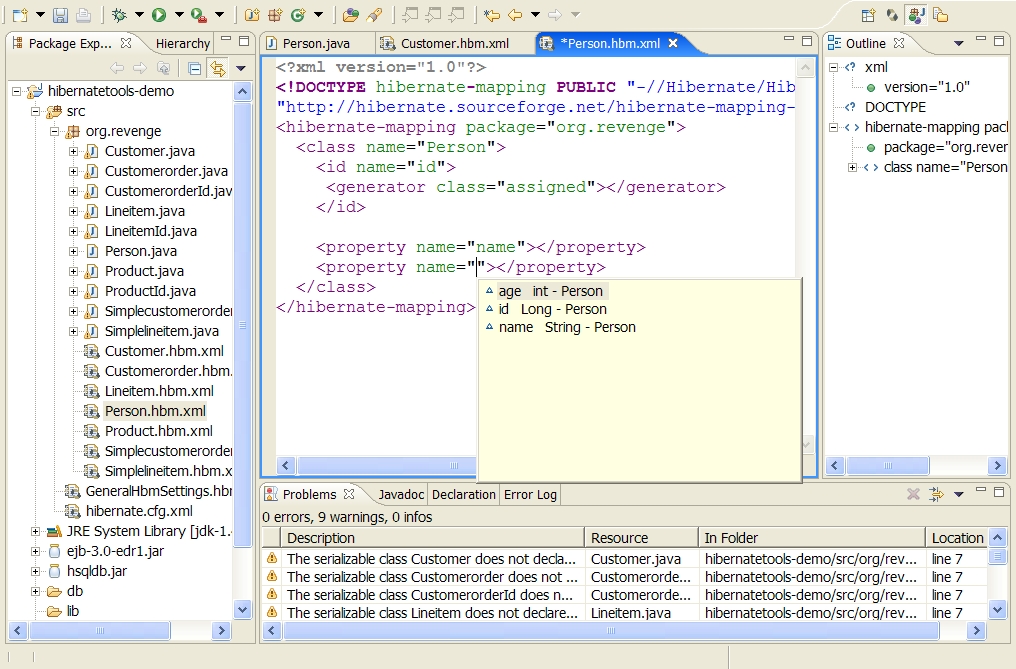 Package Exp...
Hierarchy
hibernatetools-demo
src
org.revenge
Customer.java
Customerorder.java
CustomerorderId.jav
Lineitem.java
LineitemId.java
Person.java
Product.java
ProductId.java
Simplecustomerorder
Simplelineitem.java
Customer.hbm.xml
Customerorder.hbm.
Lineitem.hbm.xml
Person.hbm.xml
Product.hbm.xml
Simplecustomerorder
Simplelineitem.hbm.x
GeneralHbmSettings.hbr
hibernate.cfg.xml
JRE System Library [jdk-1.
ejb-3.0-edr1.jar
hsqldb.jar
db
lib
Person.java
Customer.hbm.xml
*Person.hbm.xml
<?xml version="1.0"?>
<!DOCTYPE hibernate-mapping PUBLIC "-//Hibernate/Hib
"http://hibernate.sourceforge.net/hibernate-mapping-
<hibernate-mapping package="org.revenge">
<class name="Person">
<id name="id">
<generator class="assigned"></generator>
</id>
<property name="name"></property>
<property name=""></property>
</class>
</hibernate-mapping>
age int - Person
id Long - Person
name String - Person
Outline
xml
version="1.0"
DOCTYPE
hibernate-mapping pack
package="org.rever
class name="Person
Problems
Javadoc
Declaration
Error Log
0 errors, 9 warnings, 0 infos
Description Resource In Folder Location
The serializable class Customer does not decla... Customer.java hibernatetools-demo/src/org/rev... line 7
The serializable class Customerorder does not ... Customerorde... hibernatetools-demo/src/org/rev... line 7
The serializable class CustomerorderId does n... Customerorde... hibernatetools-demo/src/org/rev... line 7
The serializable class Lineitem does not declare... Lineitem.java hibernatetools-demo/src/org/rev... line 7